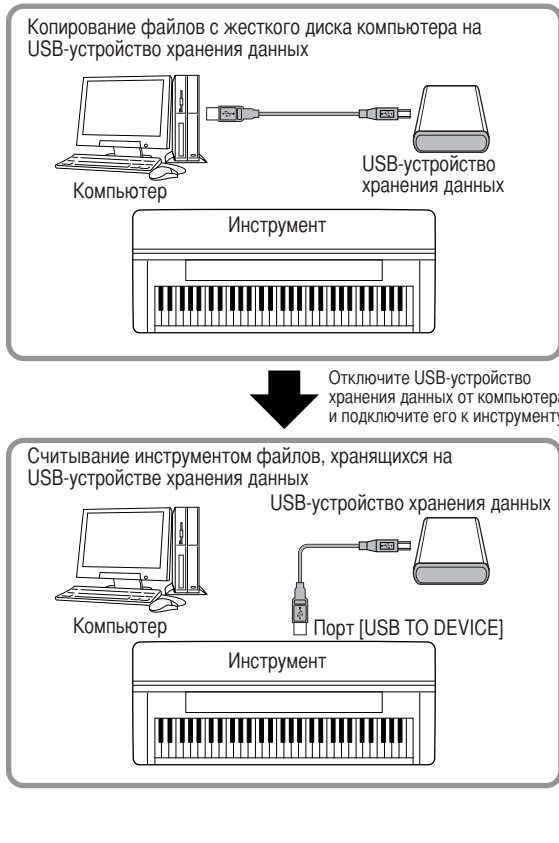 Копирование файлов с жесткого диска компьютера на
USB-устройство хранения данных
USB-устройство
хранения данных
Компьютер
Инструмент
Отключите USB-устройство
хранения данных от компьютера
и подключите его к инструменту
Считывание инструментом файлов, хранящихся на
USB-устройстве хранения данных
USB-устройство хранения данных
Компьютер
Порт [USB TO DEVICE]
Инструмент